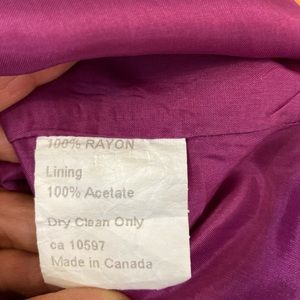 100% RAYON
Lining
100% Acetate
Dry Clean Only
ca 10597
Made in Canada